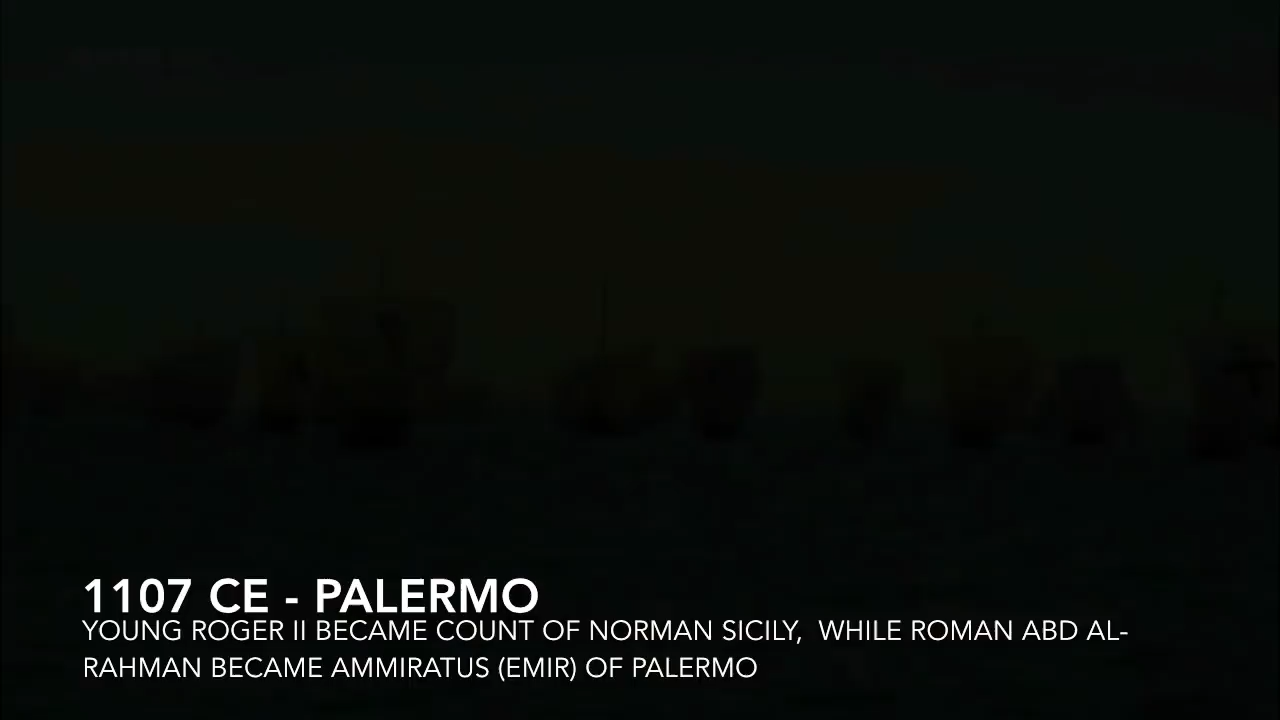 1107 CE - PALERMO
YOUNG ROGER II BECAME COUNT OF NORMAN SICILY,  WHILE ROMAN ABD AL-
RAHMAN BECAME AMMIRATUS (EMIR) OF PALERMO